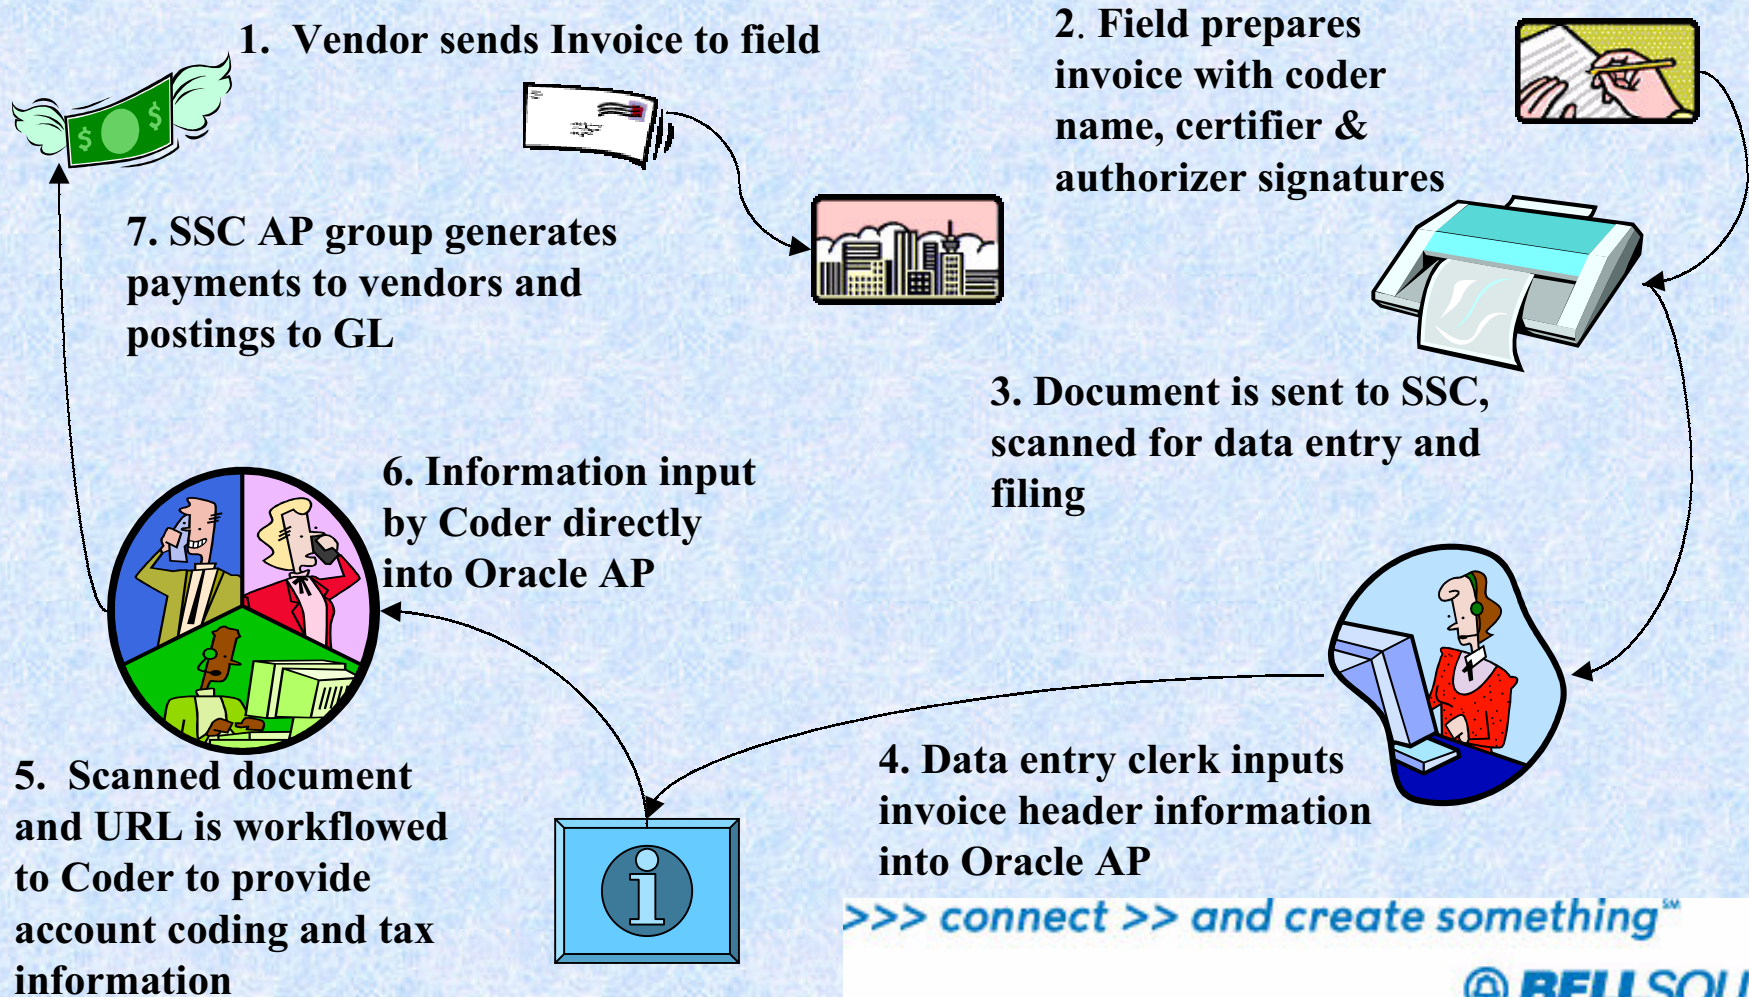 1. Vendor sends Invoice to field
2. Field prepares
invoice with coder
name, certifier &
authorizer signatures
3. Document is sent to SSC,
scanned for data entry and
filing
4. Data entry clerk inputs
invoice header information
into Oracle AP
5. Scanned document
and URL is workflowed
to Coder to provide
account coding and tax
information
6. Information input
by Coder directly
into Oracle AP
7. SSC AP group generates
payments to vendors and
postings to GL
$ $
i
>>> connect >> and create something℠
BELLSOU